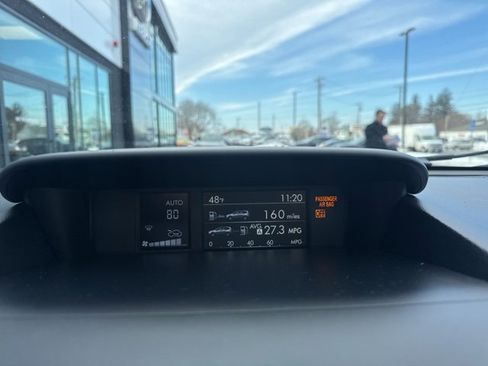 AUTO
80
48°F 11:20
160 miles
AVG.
A 27.3 MPG
0 20 40 60 MPG
PASSENGER
AIR BAG
OFF